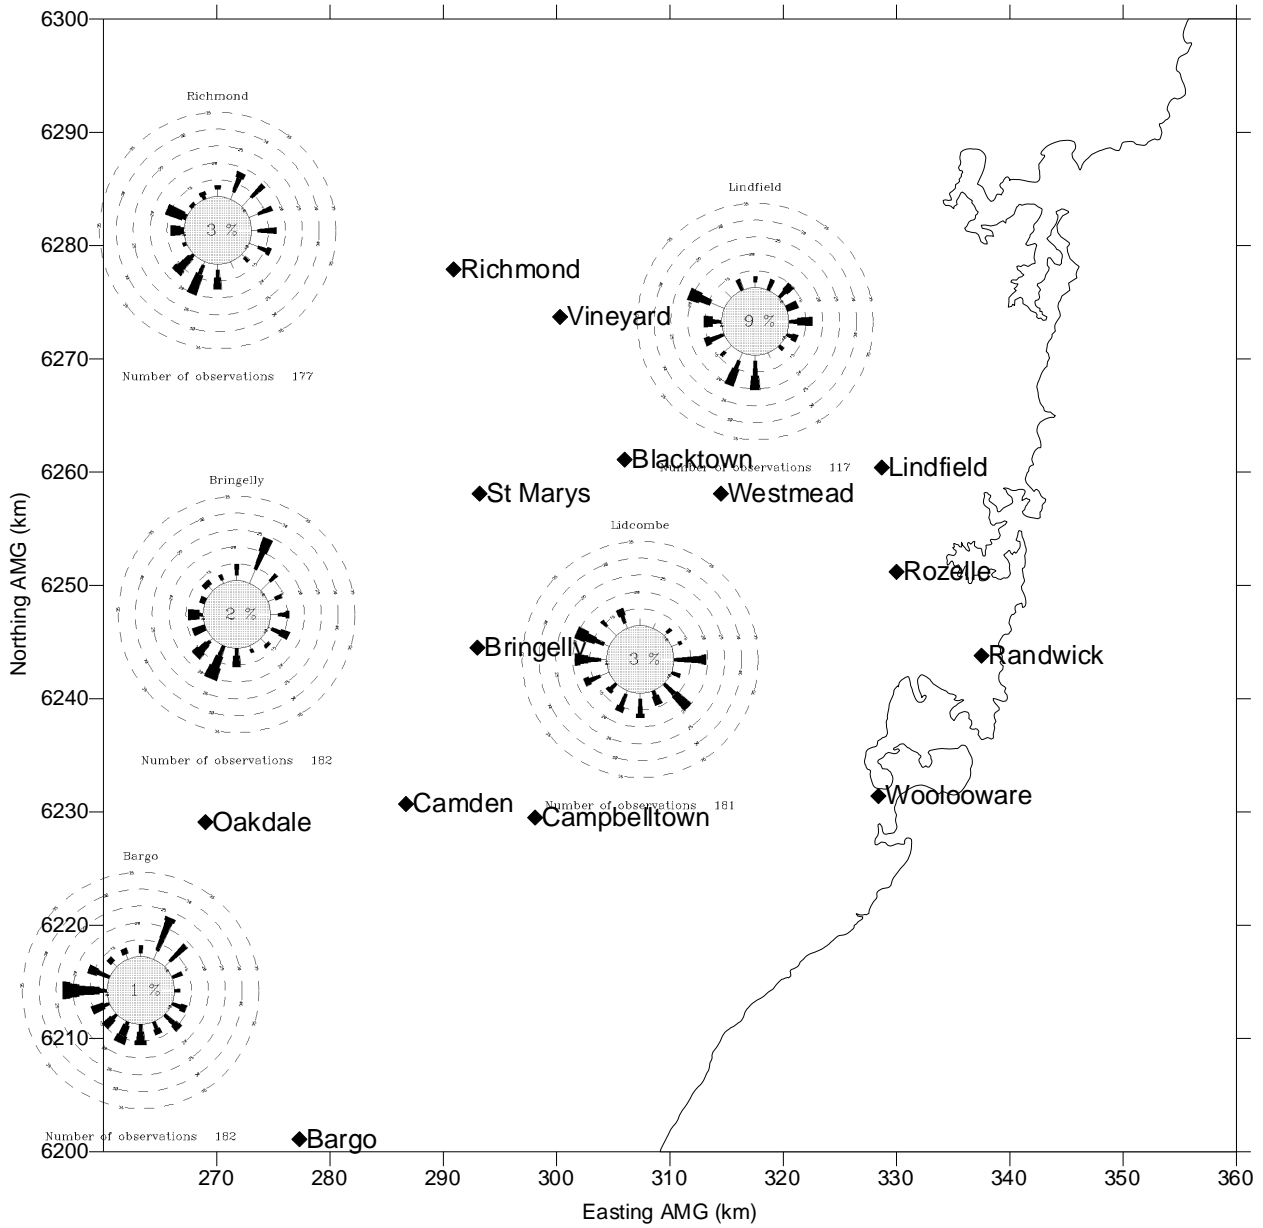 6300
Richmond
6290
Lindfield
3 %
6280
Richmond
Vineyard
9 %
6270
Number of observations 177
Blacktown
6260
Number of observations 117
Lindfield
Bringelly
St Marys
Westmead
Lidcombe
6250
Rozelle
2 %
Bringelly
3 %
Randwick
6240
Number of observations 182
Woolooware
Camden
Number of observations 181
6230
Oakdale
Campbelltown
Bargo
6220
1 %
6210
Number of observations 182
Bargo
6200
270 280 290 300 310 320 330 340 350 360
Easting AMG (km)
Northing AMG (km)